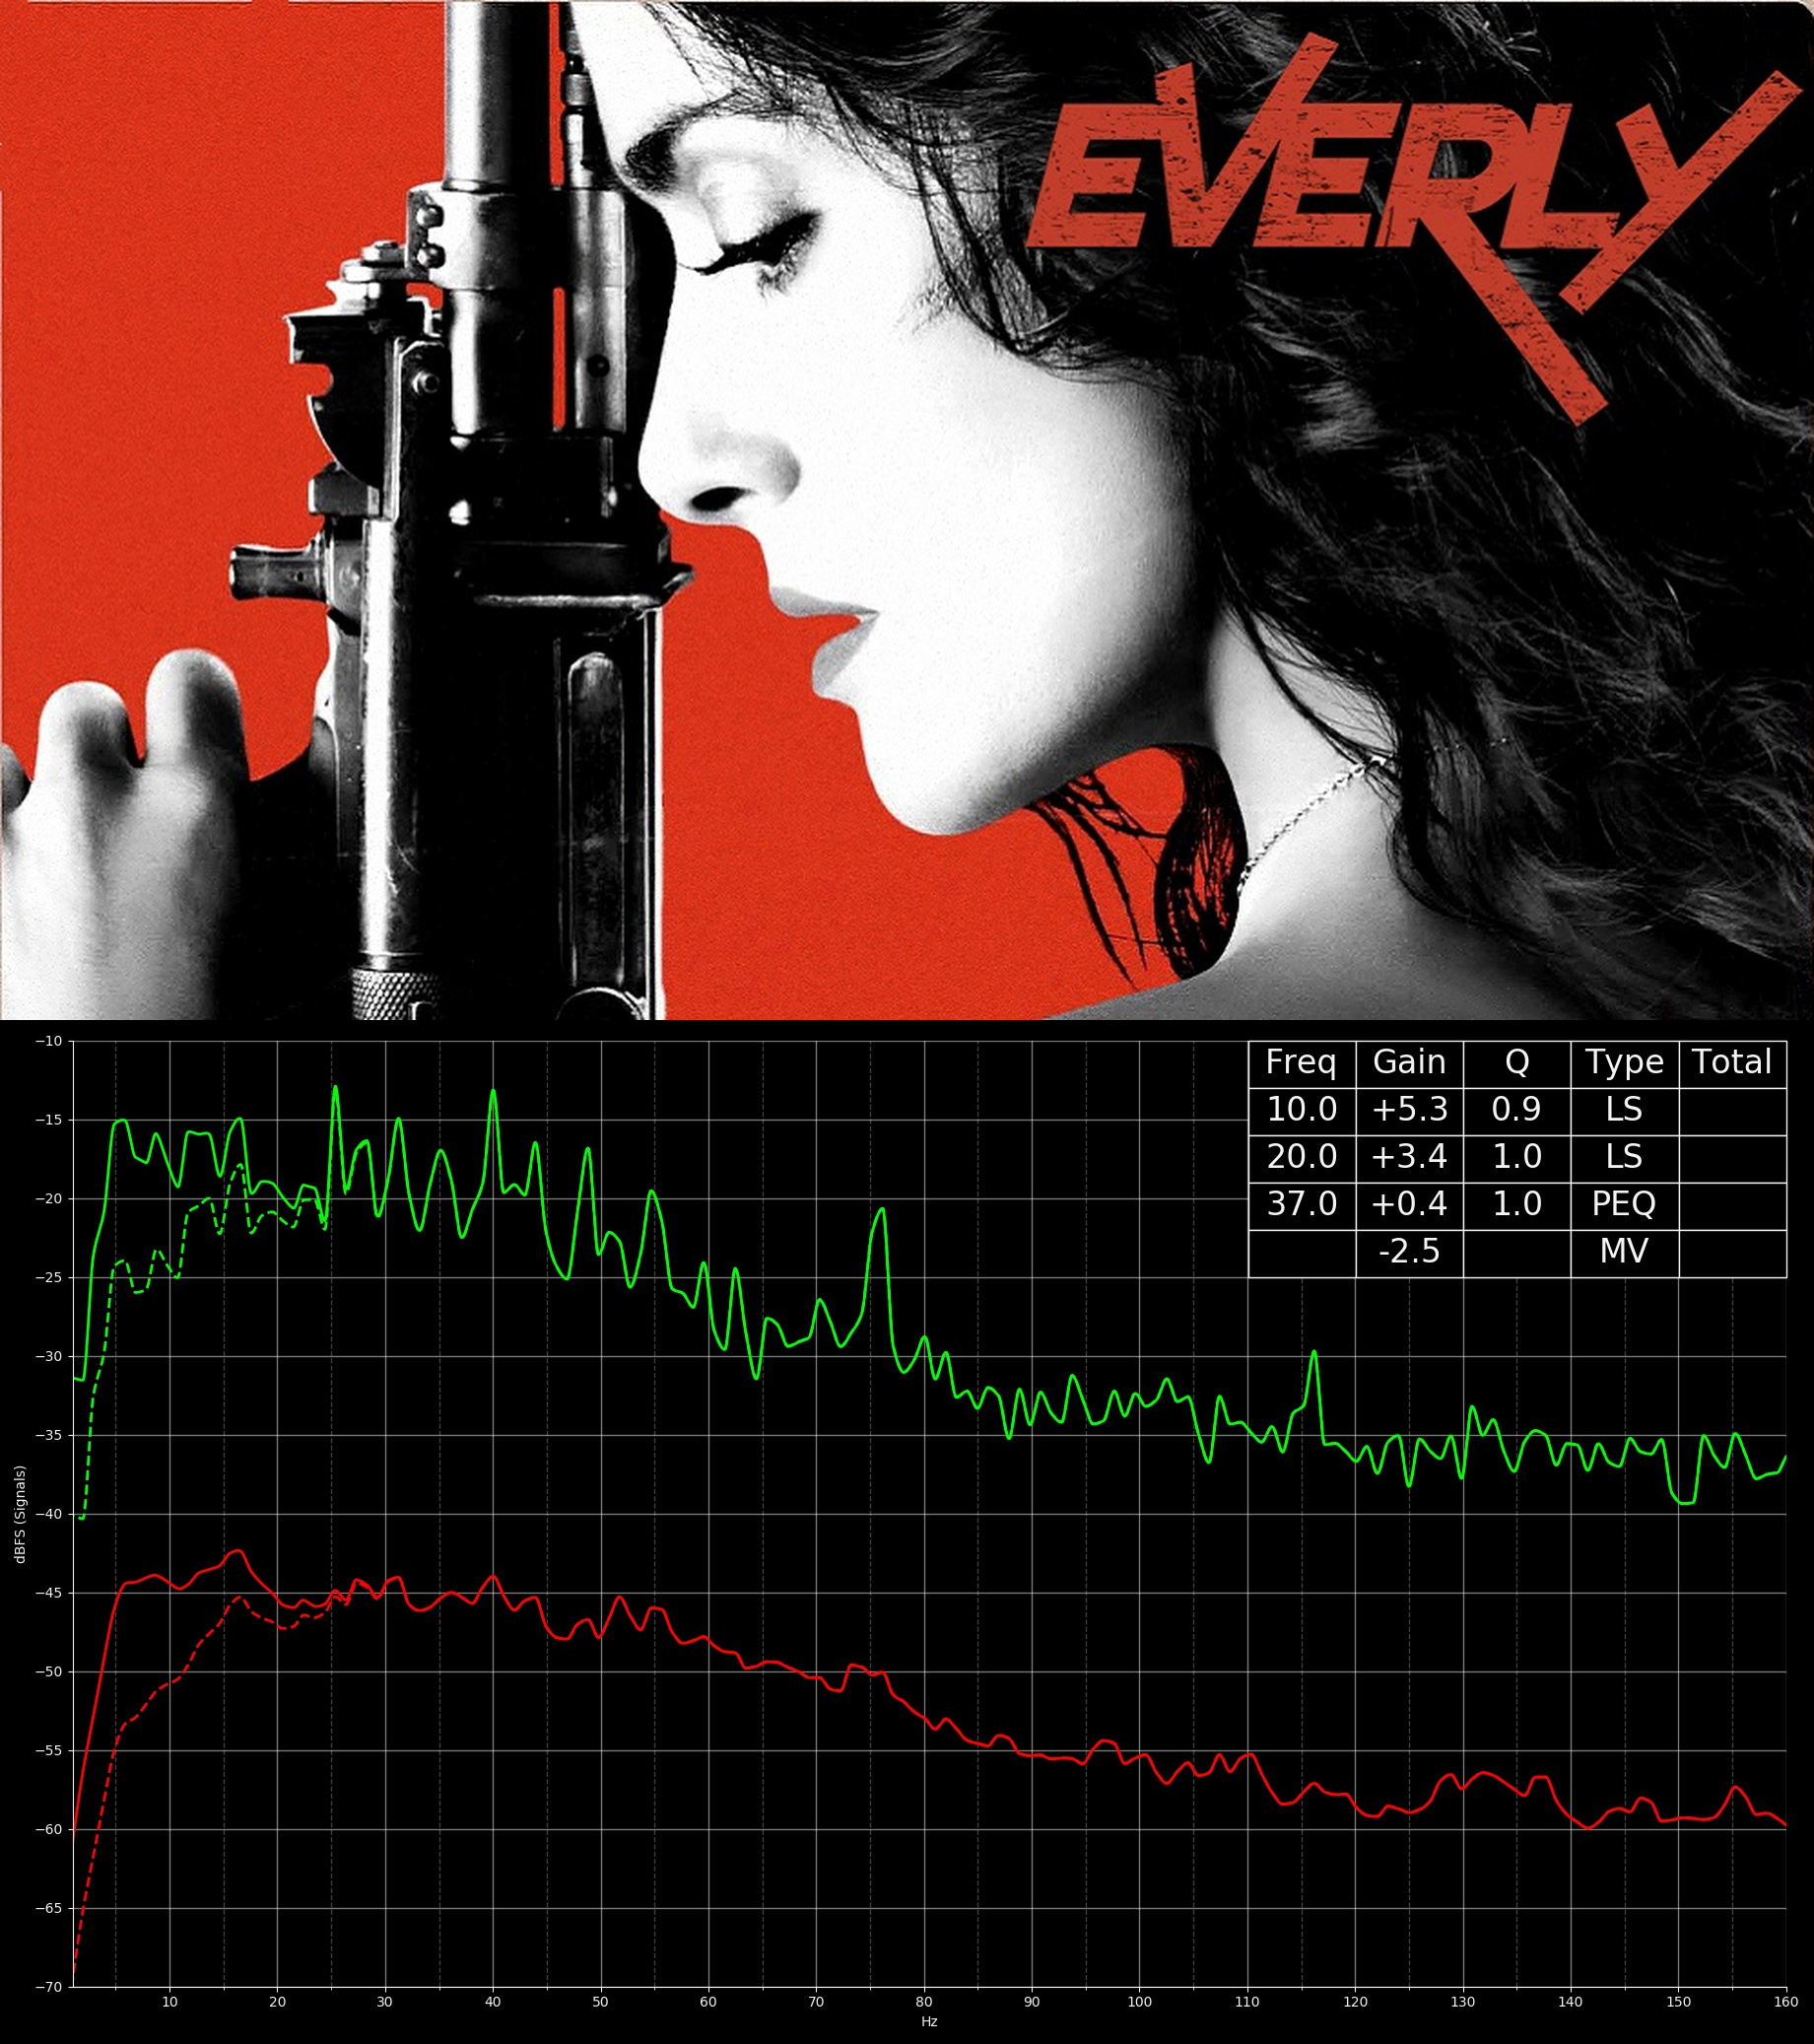 EVERLY
Freq Gain Q Type Total
10.0 +5.3 0.9 LS
20.0 +3.4 1.0 LS
37.0 +0.4 1.0 PEQ
-2.5 MV
−10
−15
−20
−25
−30
−35
−40
−45
−50
−55
−60
−65
−70
dBFS (Signals)
10 20 30 40 50 60 70 80 90 100 110 120 130 140 150 160
Hz